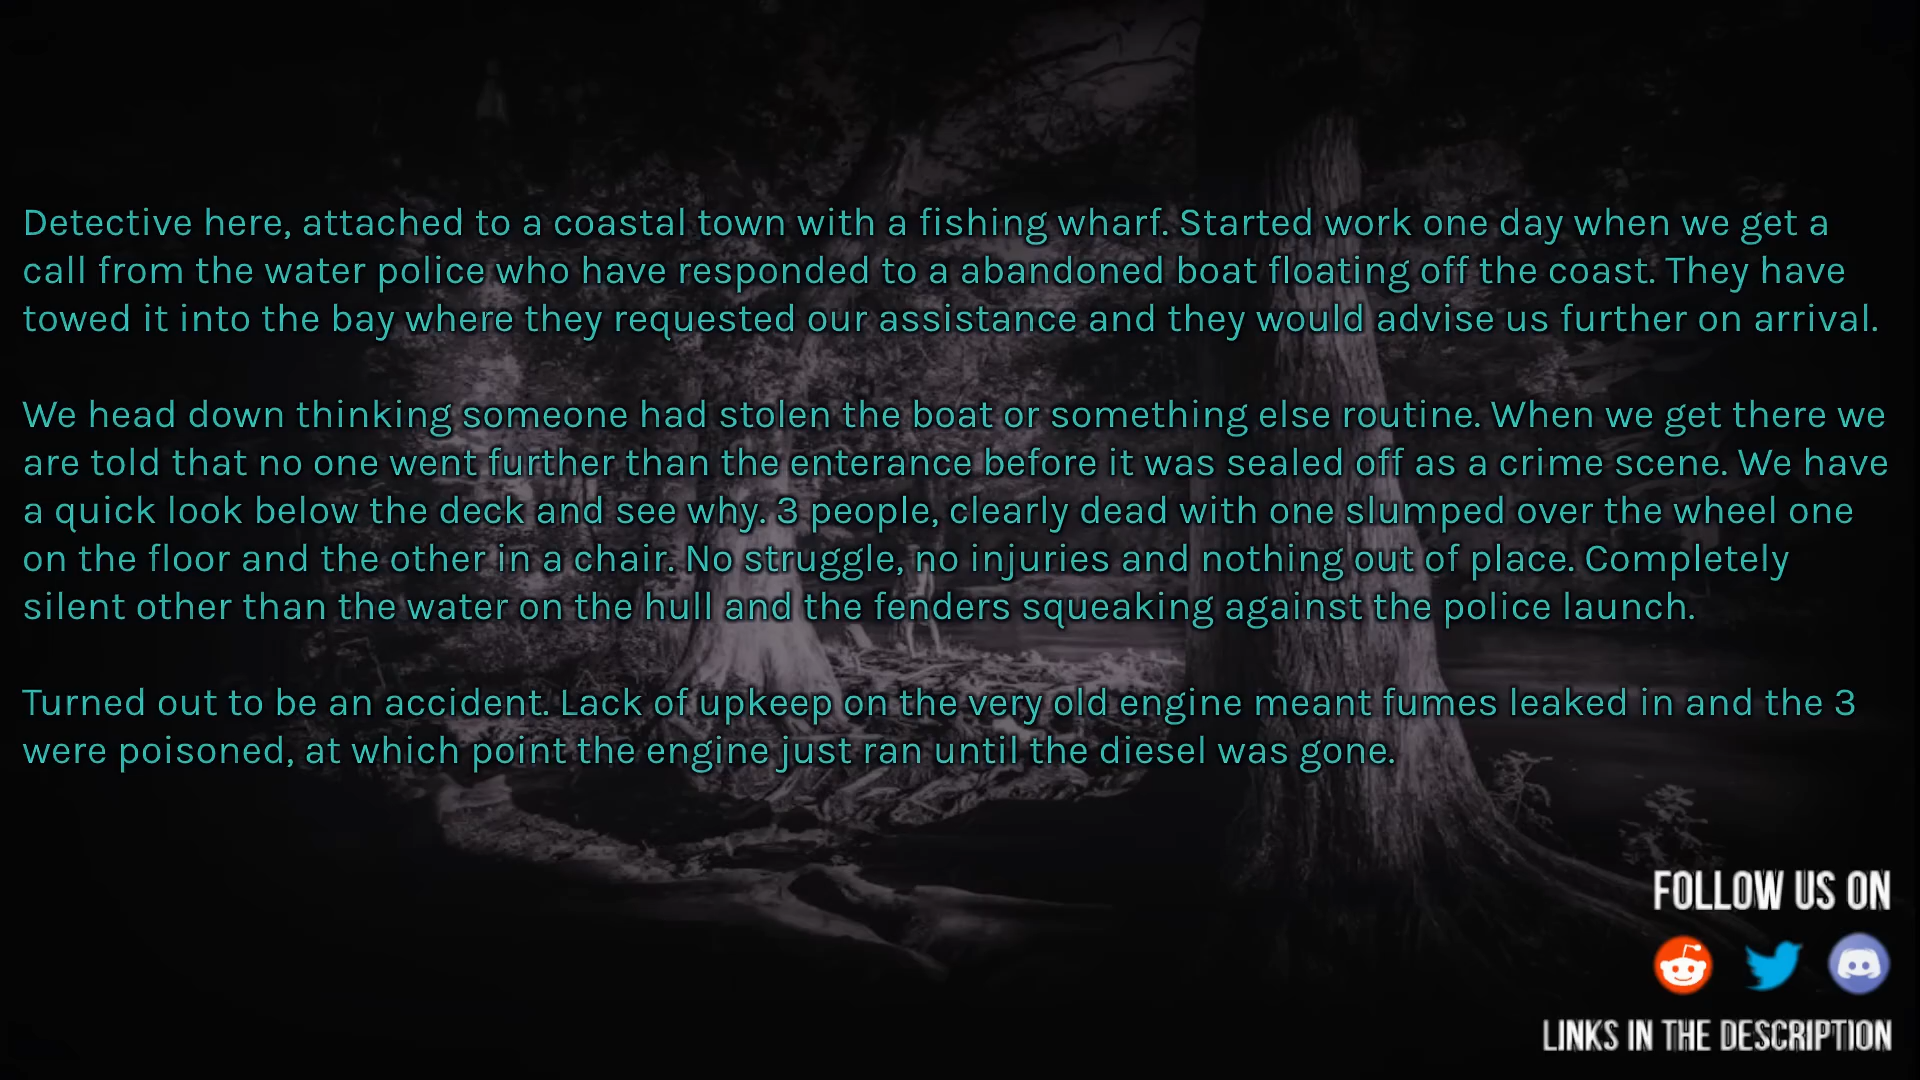 Detective here, attached to a coastal town with a fishing wharf. Started work one day when we get a
call from the water police who have responded to a abandoned boat floating off the coast. They have
towed it into the bay where they requested our assistance and they would advise us further on arrival.
We head down thinking someone had stolen the boat or something else routine. When we get there we
are told that no one went further than the enterance before it was sealed off as a crime scene. We have
a quick look below the deck and see why. 3 people, clearly dead with one slumped over the wheel one
on the floor and the other in a chair. No struggle, no injuries and nothing out of place. Completely
silent other than the water on the hull and the fenders squeaking against the police launch.
Turned out to be an accident. Lack of upkeep on the very old engine meant fumes leaked in and the 3
were poisoned, at which point the engine just ran until the diesel was gone.
FOLLOW US ON
LINKS IN THE DESCRIPTION